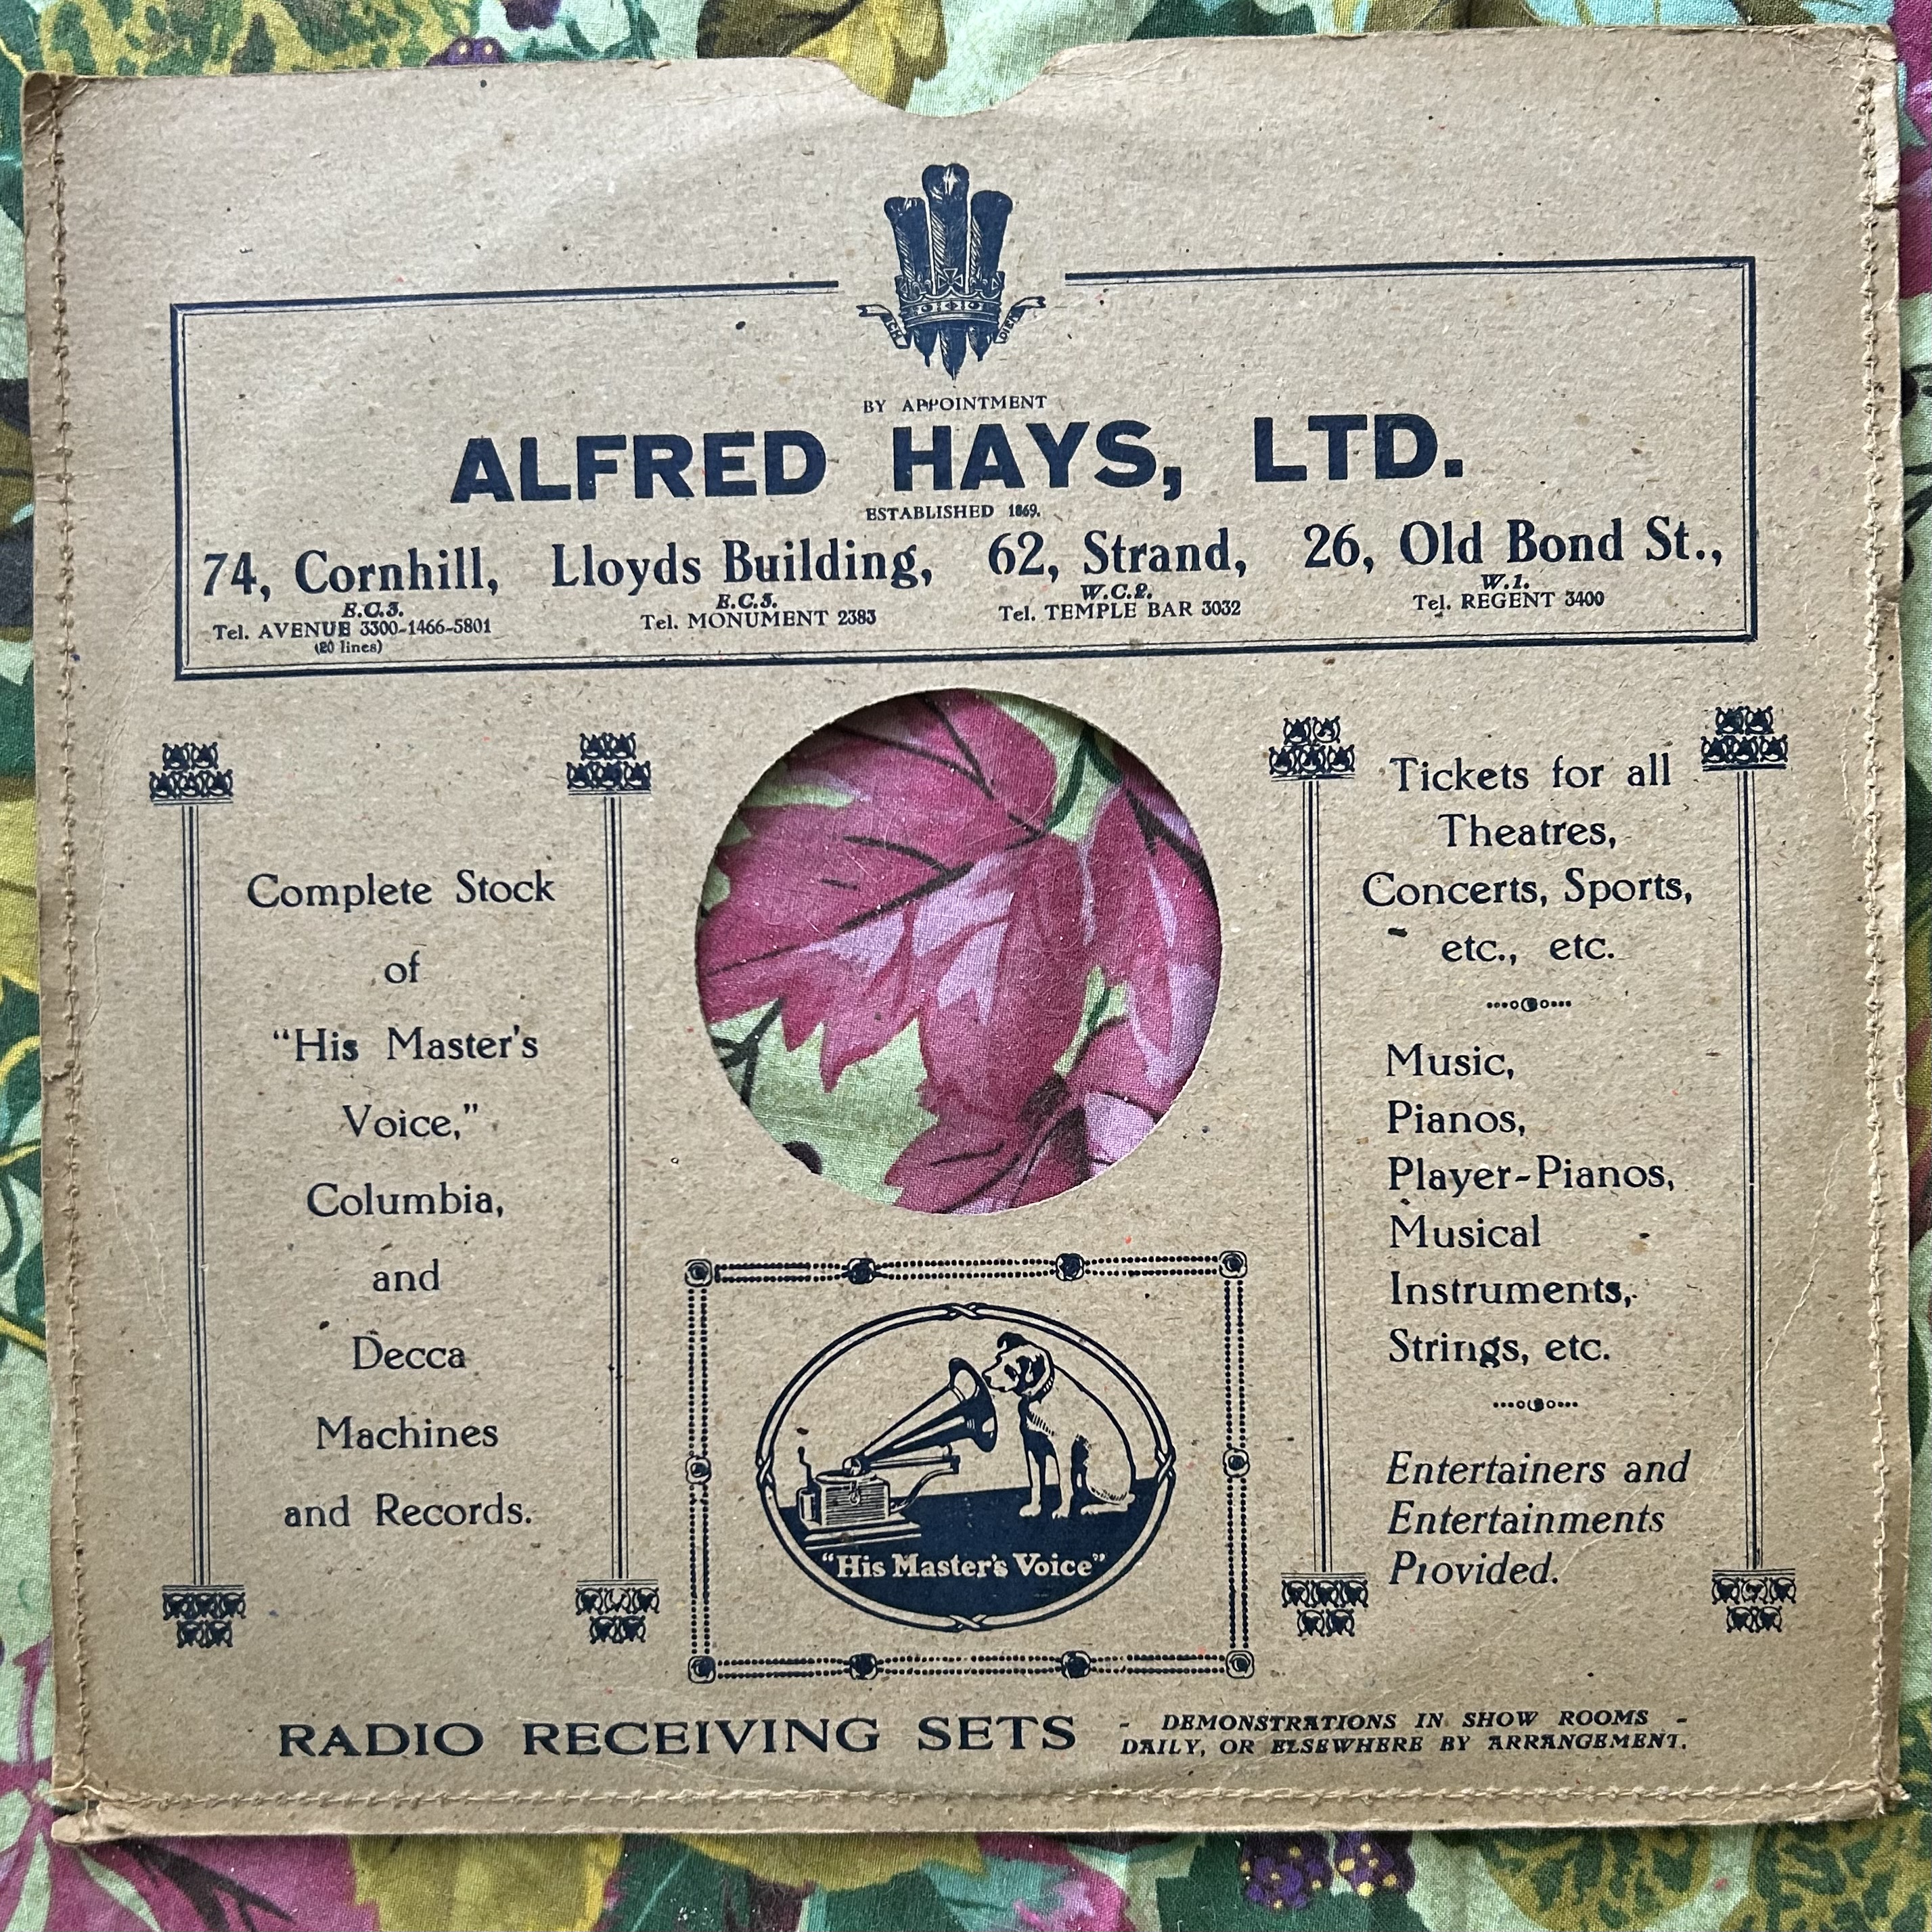 ICH DIEN
BY APPOINTMENT
ALFRED HAYS, LTD.
ESTABLISHED 1869.
74, Cornhill,
E.C.3.
Tel. AVENUE 3300-1466-5801
(20 lines)
Lloyds Building,
E.C.3.
Tel. MONUMENT 2383
62, Strand,
W.C.2.
Tel. TEMPLE BAR 3032
26, Old Bond St.,
W.1.
Tel. REGENT 3400
Complete Stock
of
“His Master's
Voice,”
Columbia,
and
Decca
Machines
and Records.
“His Master's Voice”
Tickets for all
Theatres,
Concerts, Sports,
etc., etc.
Music,
Pianos,
Player-Pianos,
Musical
Instruments,
Strings, etc.
Entertainers and
Entertainments
Provided.
RADIO RECEIVING SETS
- DEMONSTRATIONS IN SHOW ROOMS -
DAILY, OR ELSEWHERE BY ARRANGEMENT.